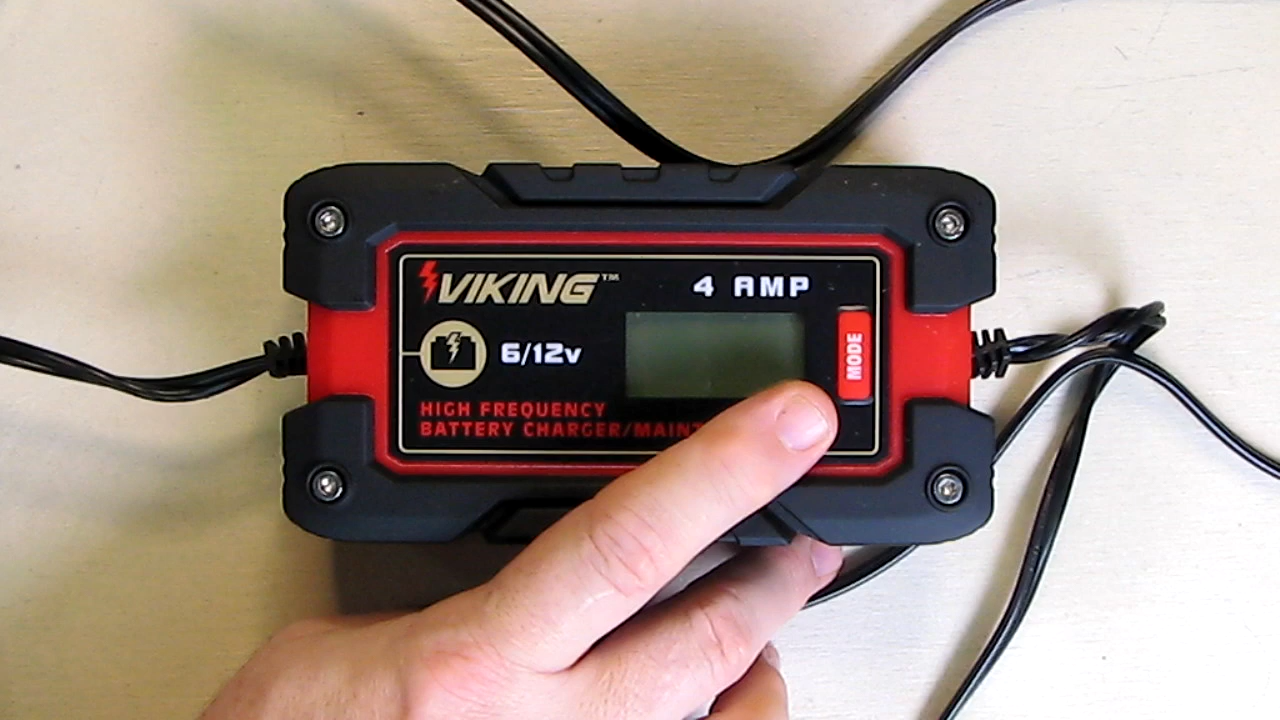 VIKING™
4 AMP
6/12v
MODE
HIGH FREQUENCY
BATTERY CHARGER/MAINT